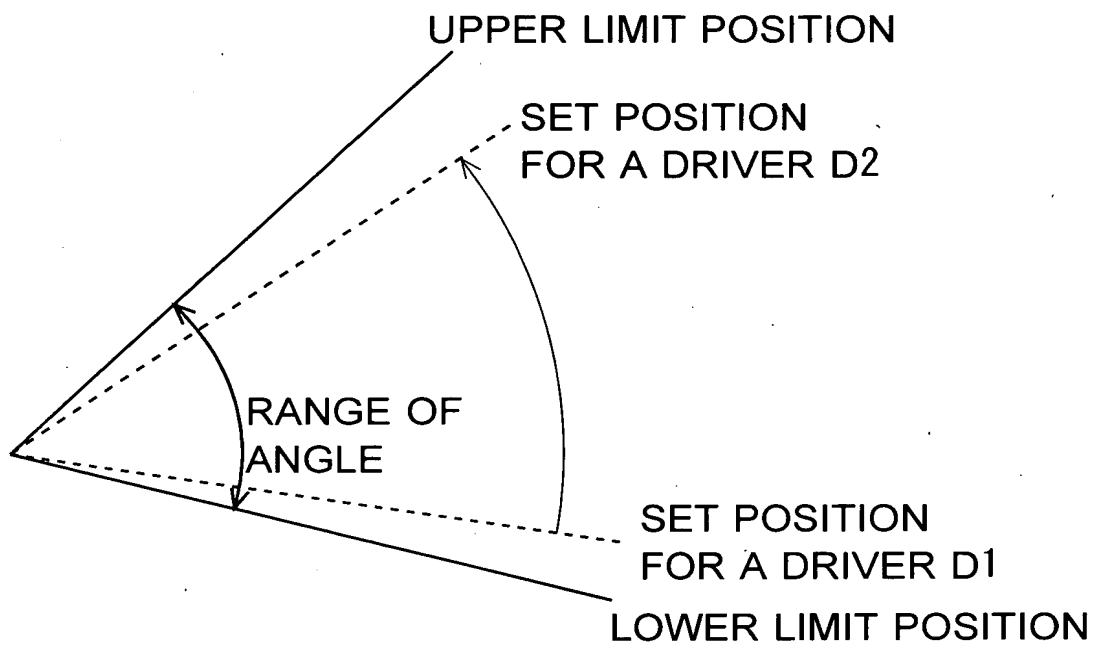 UPPER LIMIT POSITION
SET POSITION
FOR A DRIVER D2
RANGE OF
ANGLE
SET POSITION
FOR A DRIVER D1
LOWER LIMIT POSITION